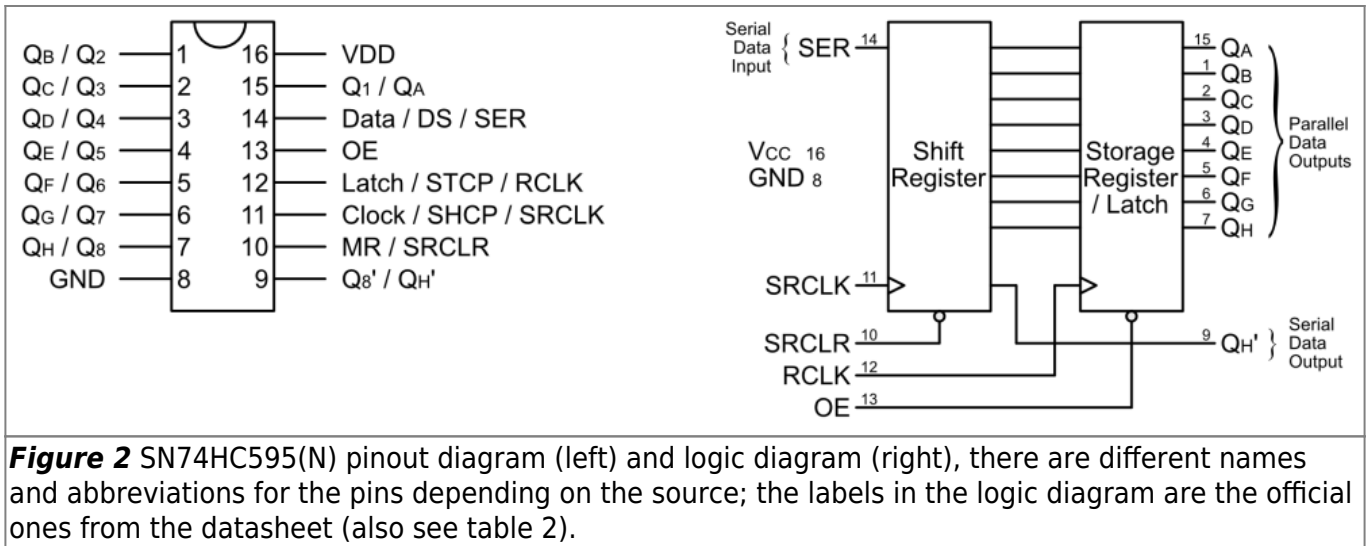 QB / Q2 1 16 VDD
QC / Q3 2 15 Q1 / QA
QD / Q4 3 14 Data / DS / SER
QE / Q5 4 13 OE
QF / Q6 5 12 Latch / STCP / RCLK
QG / Q7 6 11 Clock / SHCP / SRCLK
QH / Q8 7 10 MR / SRCLR
GND 8 9 Q8' / QH'
Serial
Data
Input
{ SER 14
VCC 16
GND 8
Shift
Register
Storage
Register
/ Latch
15 QA
1 QB
2 QC
3 QD
4 QE
5 QF
6 QG
7 QH
Parallel
Data
Outputs
SRCLK 11
SRCLR 10
RCLK 12
OE 13
9 QH' }
Serial
Data
Output
Figure 2 SN74HC595(N) pinout diagram (left) and logic diagram (right), there are different names
and abbreviations for the pins depending on the source; the labels in the logic diagram are the official
ones from the datasheet (also see table 2).